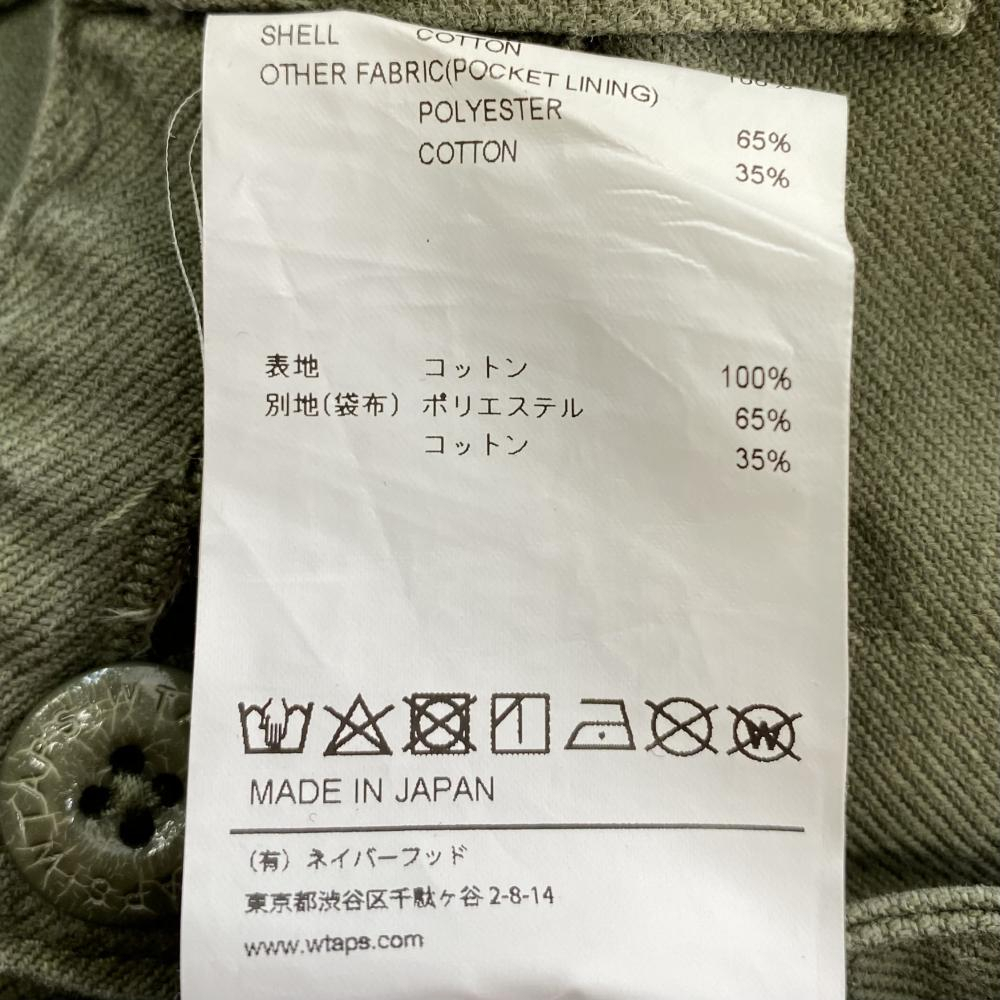 SHELL COTTON 100%
OTHER FABRIC(POCKET LINING)
POLYESTER 65%
COTTON 35%
表地 コットン 100%
別地(袋布) ポリエステル 65%
コットン 35%
W
MADE IN JAPAN
(有) ネイバーフッド
東京都渋谷区千駄ケ谷 2-8-14
www.wtaps.com